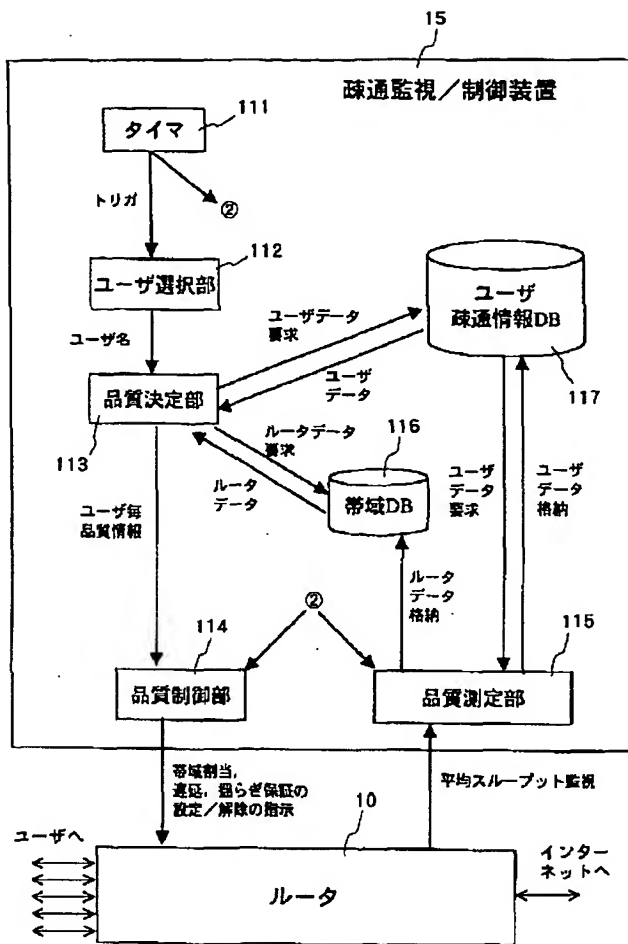 15
疎通監視/制御装置
111
タイマ
トリガ
②
112
ユーザ選択部
ユーザ名
ユーザデータ
要求
ユーザ
データ
ユーザ
疎通情報DB
117
品質決定部
113
ルータデータ
要求
ルータ
データ
116
帯域DB
ユーザ毎
品質情報
ユーザ
データ
要求
ユーザ
データ
格納
ルータ
データ
格納
②
114
品質制御部
115
品質測定部
帯域割当,
遅延,揺らぎ保証の
設定/解除の指示
平均スループット監視
10
ユーザへ
ルータ
インター
ネットへ